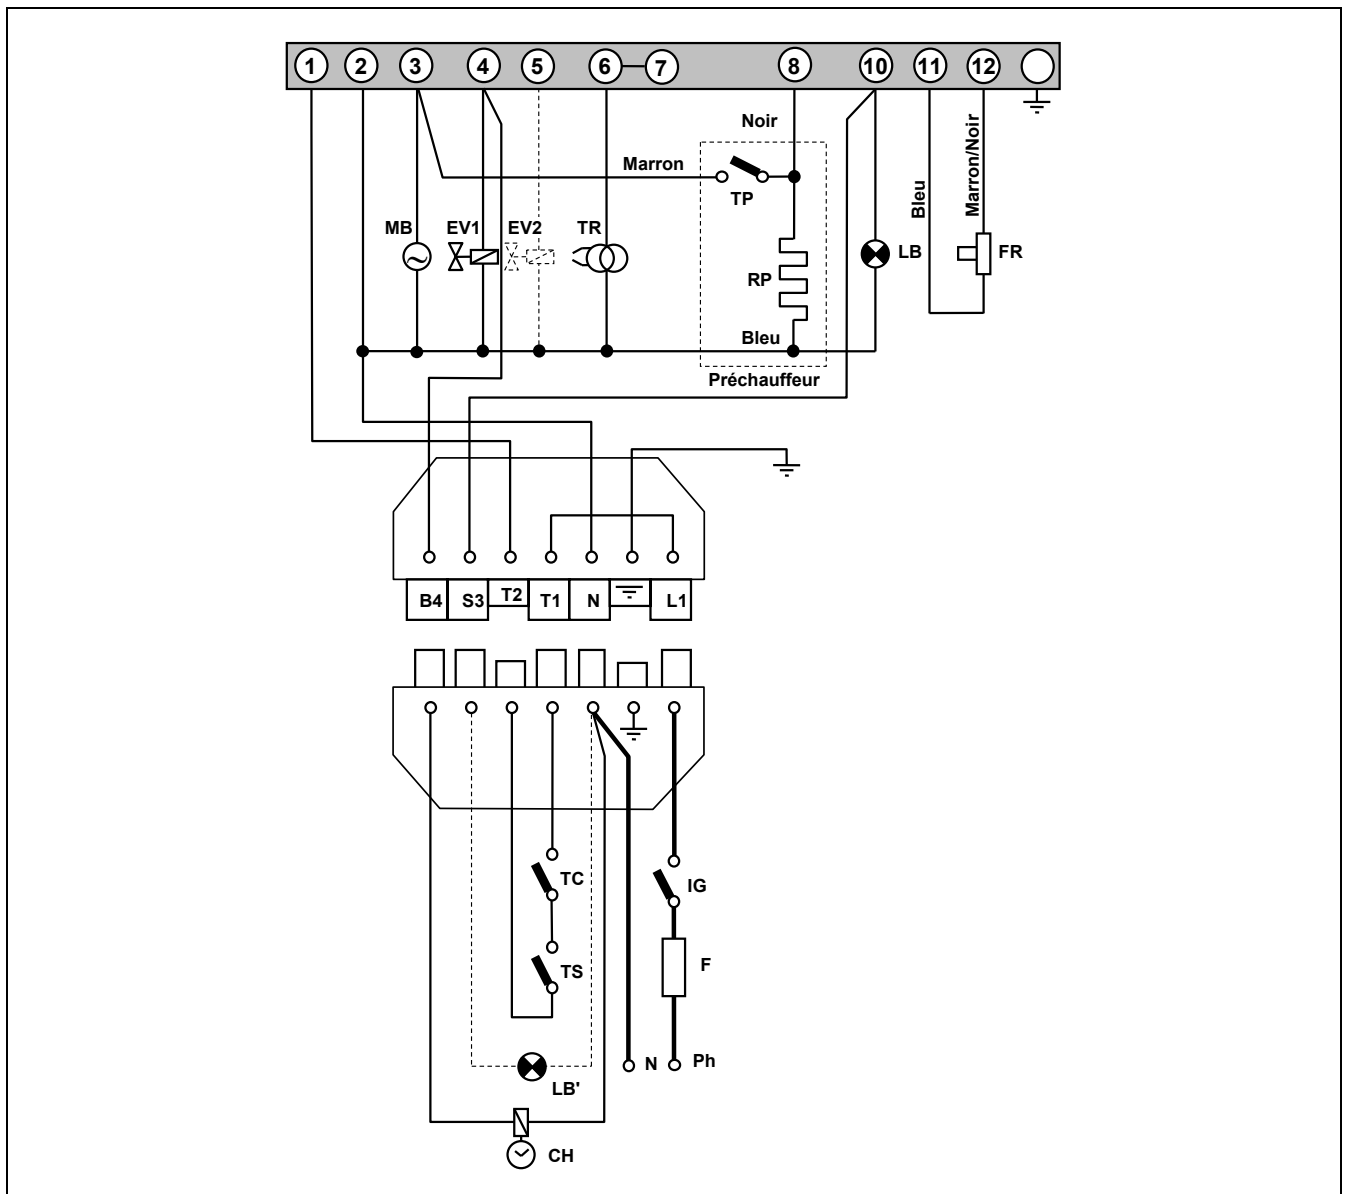 1 2 3 4 5 6 7 8 10 11 12
Noir
Marron
TP
Bleu
Marron/Noir
MB EV1 EV2 TR
LB
FR
RP
Bleu
Préchauffeur
B4 S3 T2 T1 N L1
TC
IG
TS
F
LB'
N
Ph
CH